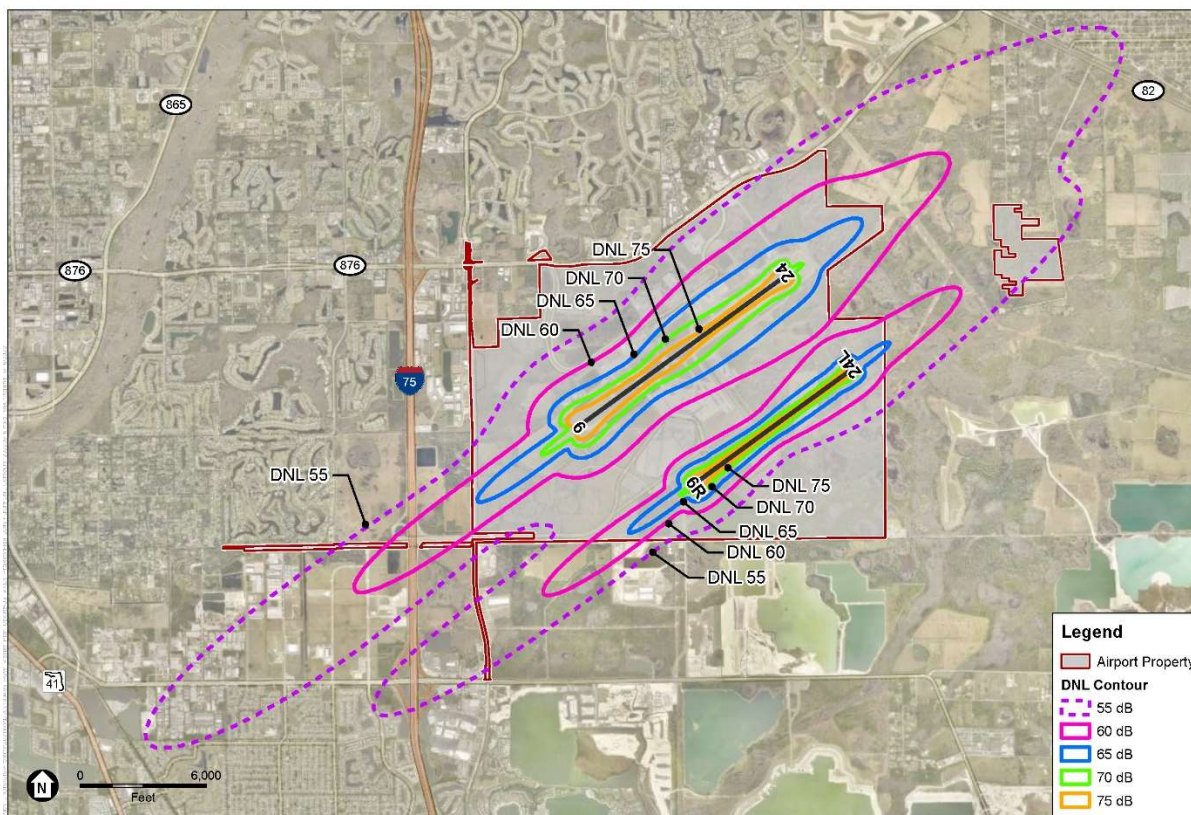 865
82
876
876
DNL 75
DNL 70
DNL 65
DNL 60
24
75
24L
6
DNL 55
6R
DNL 75
DNL 70
DNL 65
DNL 60
DNL 55
41
N
0 6,000
Feet
Legend
Airport Property
DNL Contour
55 dB
60 dB
65 dB
70 dB
75 dB